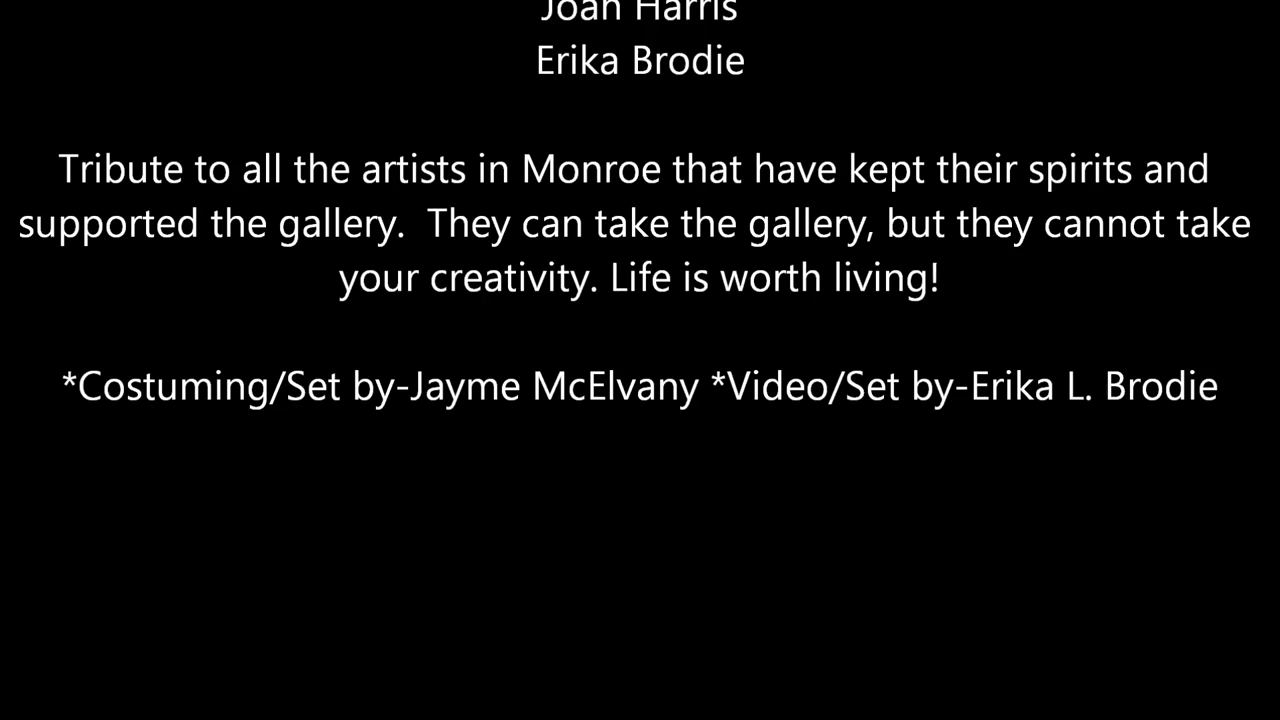 Joan Harris
Erika Brodie
Tribute to all the artists in Monroe that have kept their spirits and
supported the gallery.  They can take the gallery, but they cannot take
your creativity. Life is worth living!
*Costuming/Set by-Jayme McElvany *Video/Set by-Erika L. Brodie